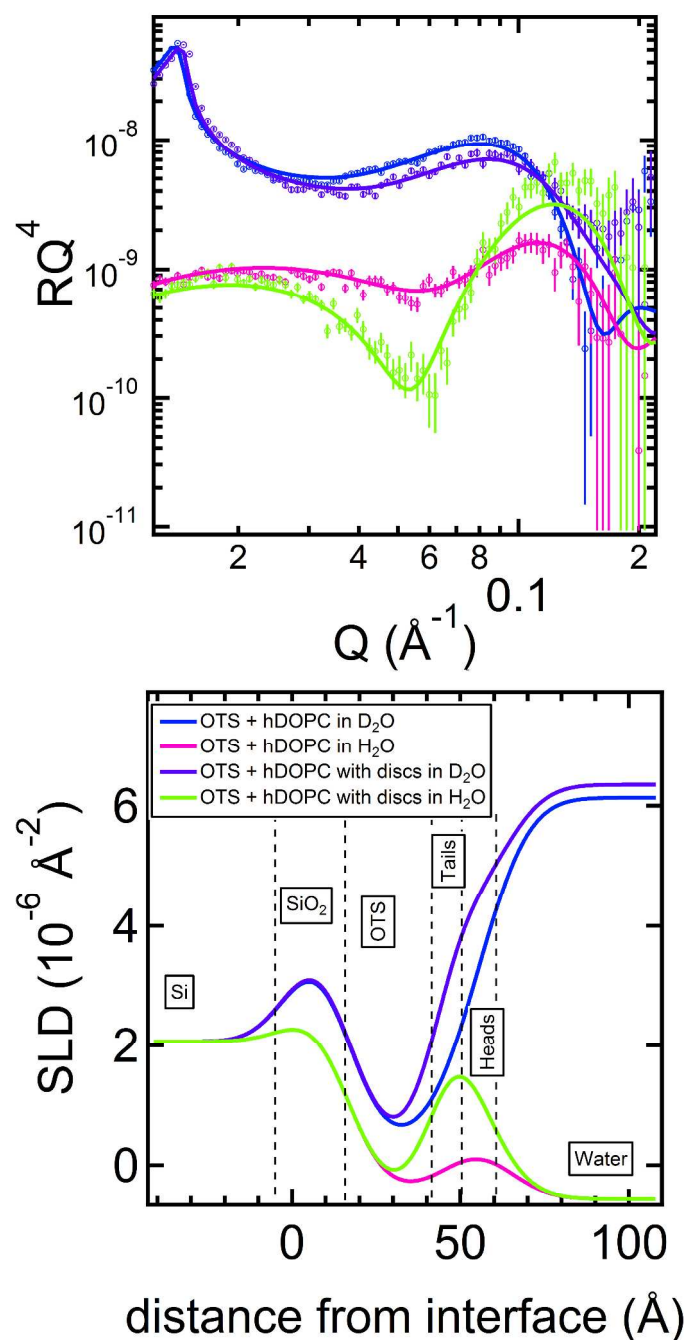 10⁻⁸
10⁻⁹
10⁻¹⁰
10⁻¹¹
RQ⁴
2 4 6 8 0.1 2
Q (Å⁻¹)
OTS + hDOPC in D₂O
OTS + hDOPC in H₂O
OTS + hDOPC with discs in D₂O
OTS + hDOPC with discs in H₂O
6
4
2
0
SLD (10⁻⁶ Å⁻²)
Si
SiO₂
OTS
Tails
Heads
Water
0 50 100
distance from interface (Å)